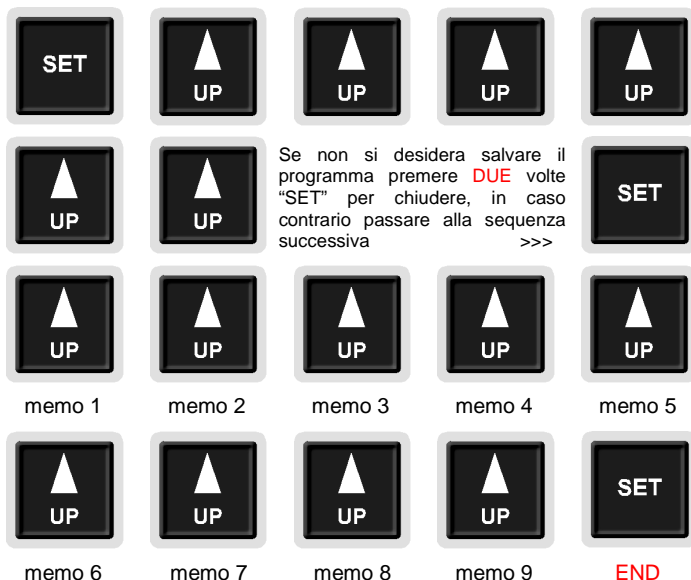 SET UP UP UP UP
UP UP
Se non si desidera salvare il
programma premere DUE volte
“SET” per chiudere, in caso
contrario passare alla sequenza
successiva >>>
SET
UP UP UP UP UP
memo 1 memo 2 memo 3 memo 4 memo 5
UP UP UP UP SET
memo 6 memo 7 memo 8 memo 9 END